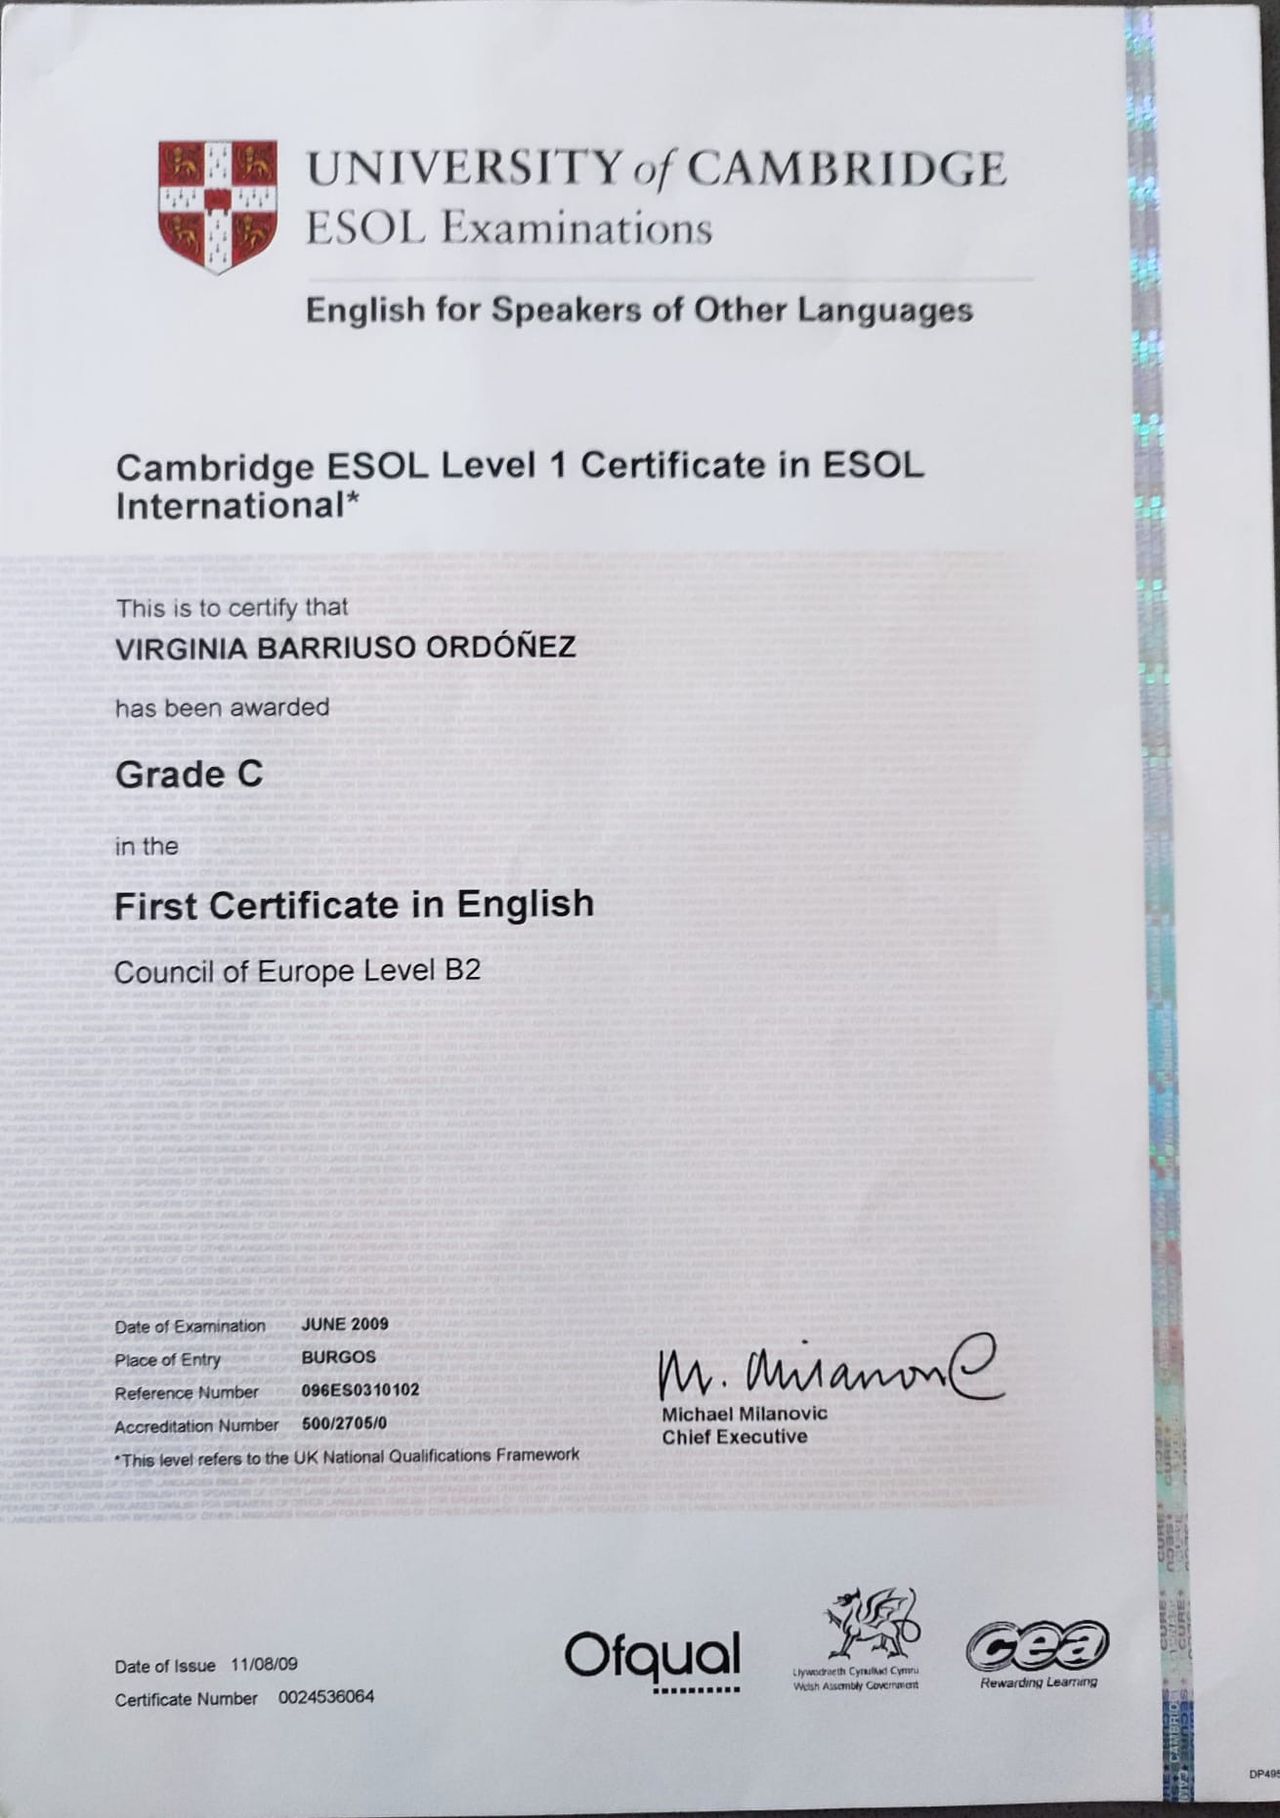 UNIVERSITY of CAMBRIDGE
ESOL Examinations
English for Speakers of Other Languages
Cambridge ESOL Level 1 Certificate in ESOL
International*
This is to certify that
VIRGINIA BARRIUSO ORDÓÑEZ
has been awarded
Grade C
in the
First Certificate in English
Council of Europe Level B2
Date of Examination JUNE 2009
Place of Entry BURGOS
Reference Number 096ES0310102
Accreditation Number 500/2705/0
*This level refers to the UK National Qualifications Framework
M. Milanovic
Michael Milanovic
Chief Executive
Date of Issue 11/08/09
Certificate Number 0024536064
Ofqual
Llywodraeth Cynulliad Cymru
Welsh Assembly Government
cea
Rewarding Learning
DP495